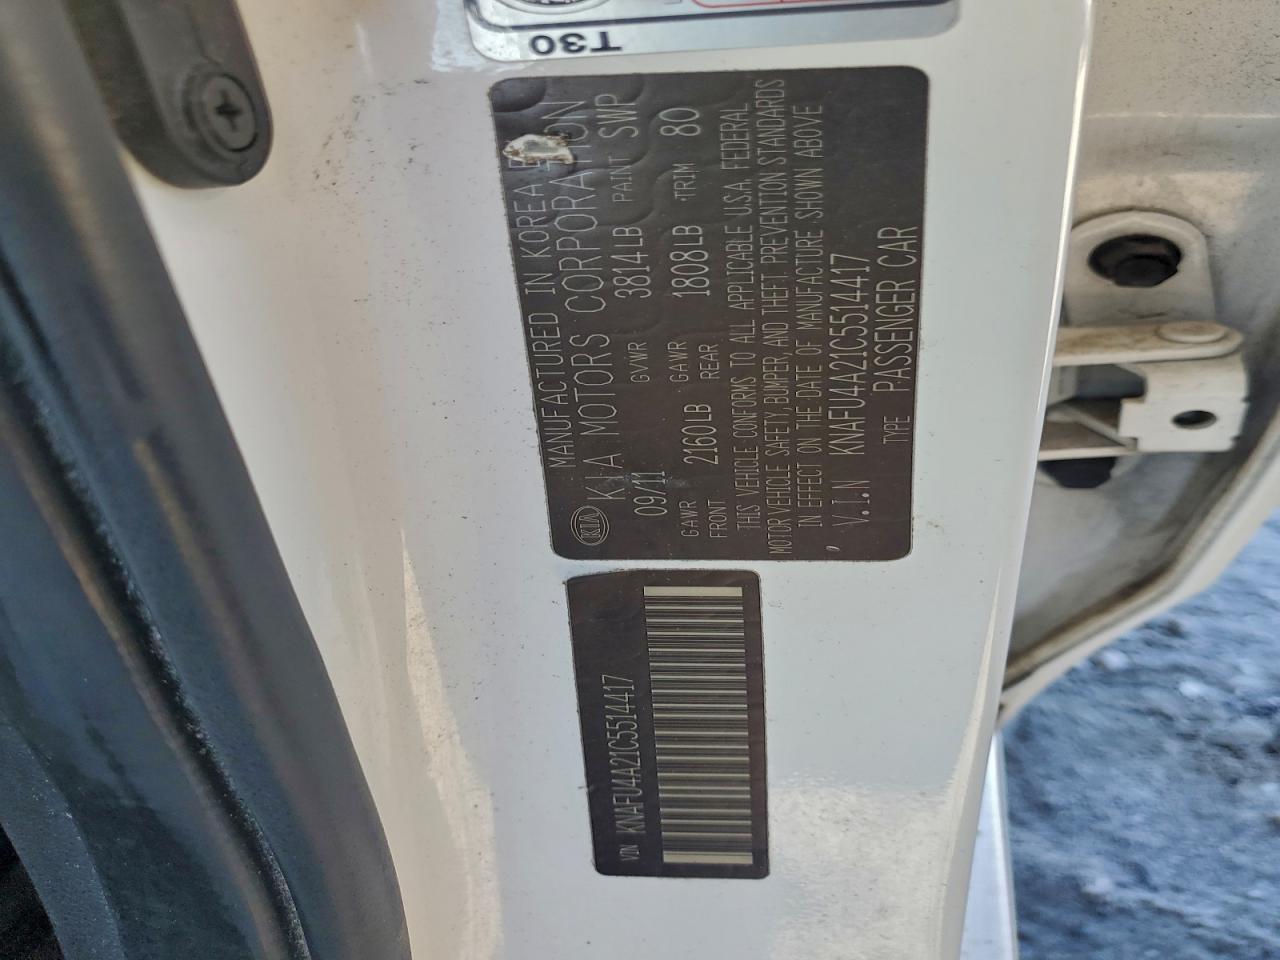 T30
MANUFACTURED IN KOREA
KIA KIA MOTORS CORPORATION
09/11 GVWR 3814LB PAINT SWP
GAWR FRONT 2160LB GAWR REAR 1808LB TRIM 80
THIS VEHICLE CONFORMS TO ALL APPLICABLE U.S.A. FEDERAL
MOTOR VEHICLE SAFETY, BUMPER, AND THEFT PREVENTION STANDARDS
IN EFFECT ON THE DATE OF MANUFACTURE SHOWN ABOVE
V.I.N KNAFU4A21C5514417
TYPE PASSENGER CAR
VIN KNAFU4A21C5514417